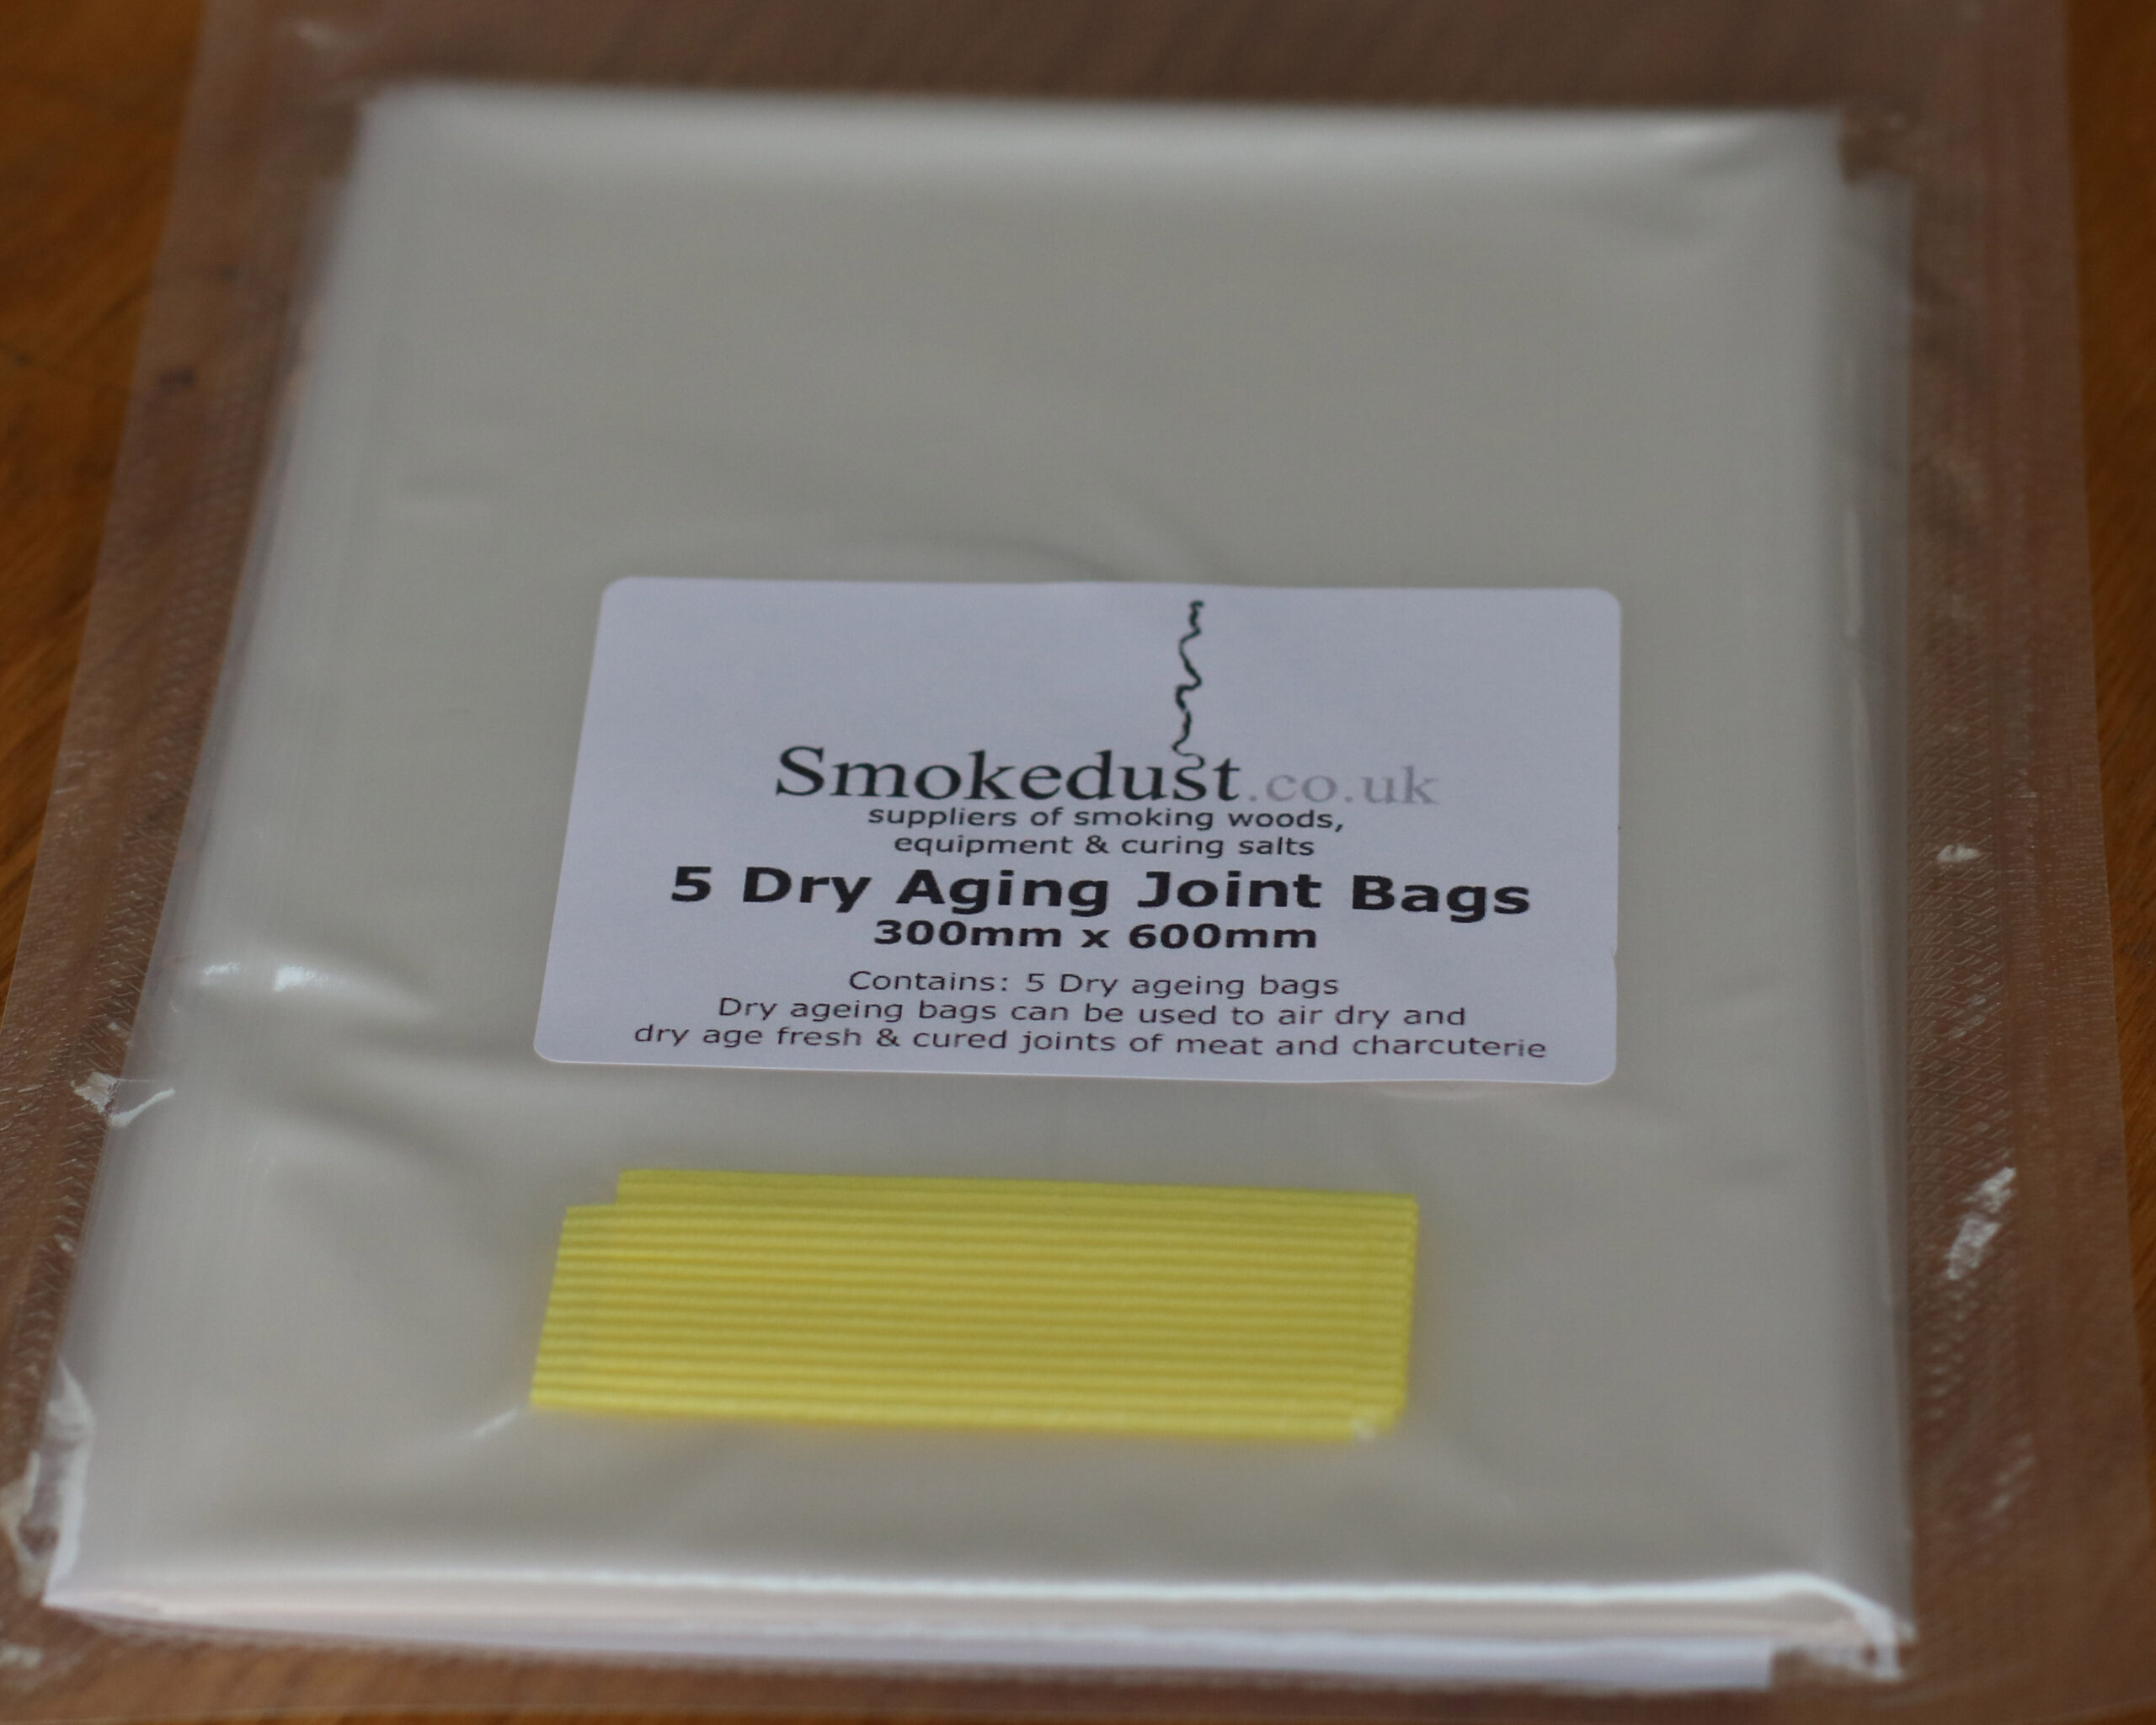 Smokedust.co.uk
suppliers of smoking woods,
equipment & curing salts
5 Dry Aging Joint Bags
300mm x 600mm
Contains: 5 Dry ageing bags
Dry ageing bags can be used to air dry and
dry age fresh & cured joints of meat and charcuterie